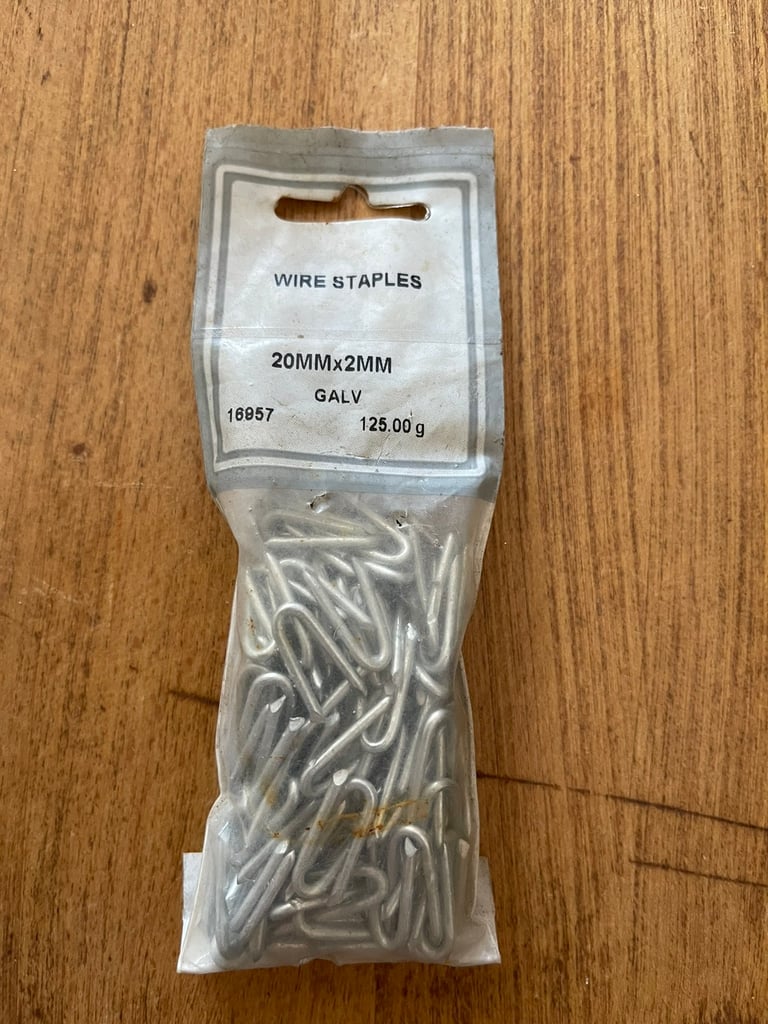 WIRE STAPLES
20MMx2MM
GALV
16957
125.00 g